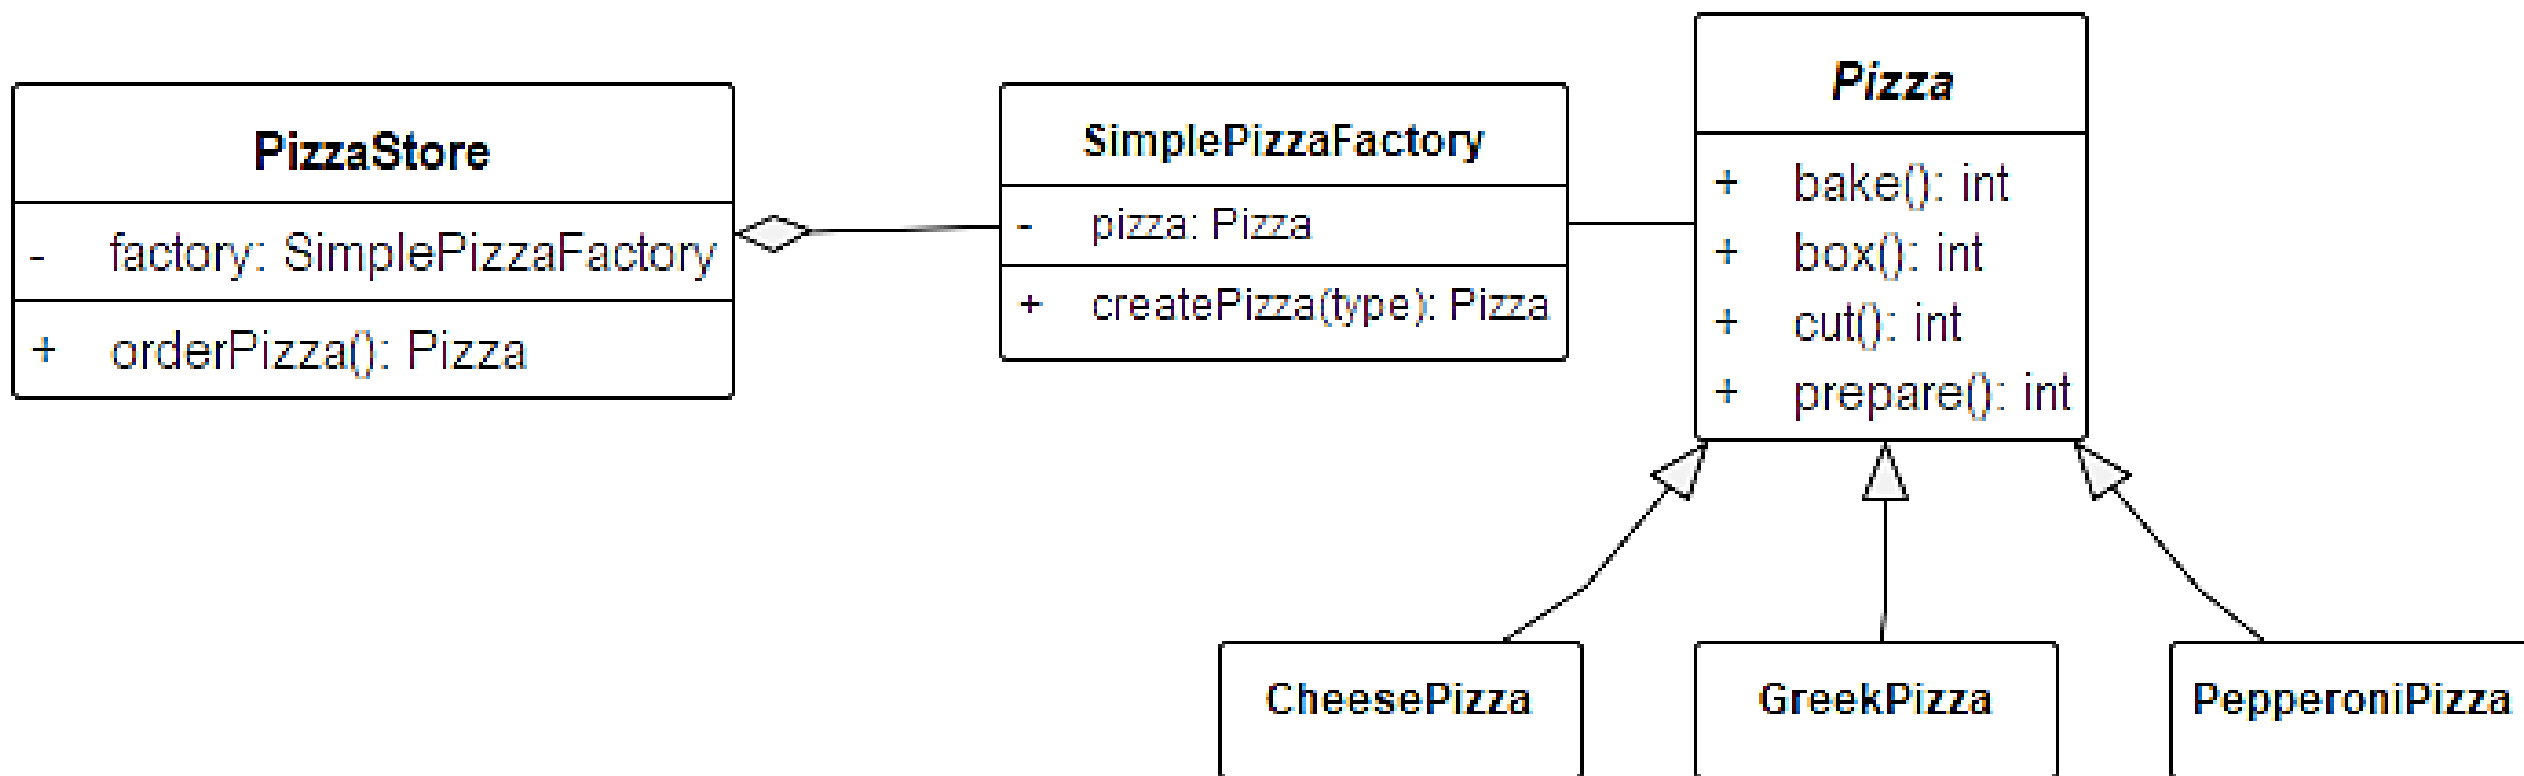 PizzaStore
- factory: SimplePizzaFactory
+ orderPizza(): Pizza
SimplePizzaFactory
- pizza: Pizza
+ createPizza(type): Pizza
Pizza
+ bake(): int
+ box(): int
+ cut(): int
+ prepare(): int
CheesePizza
GreekPizza
PepperoniPizza